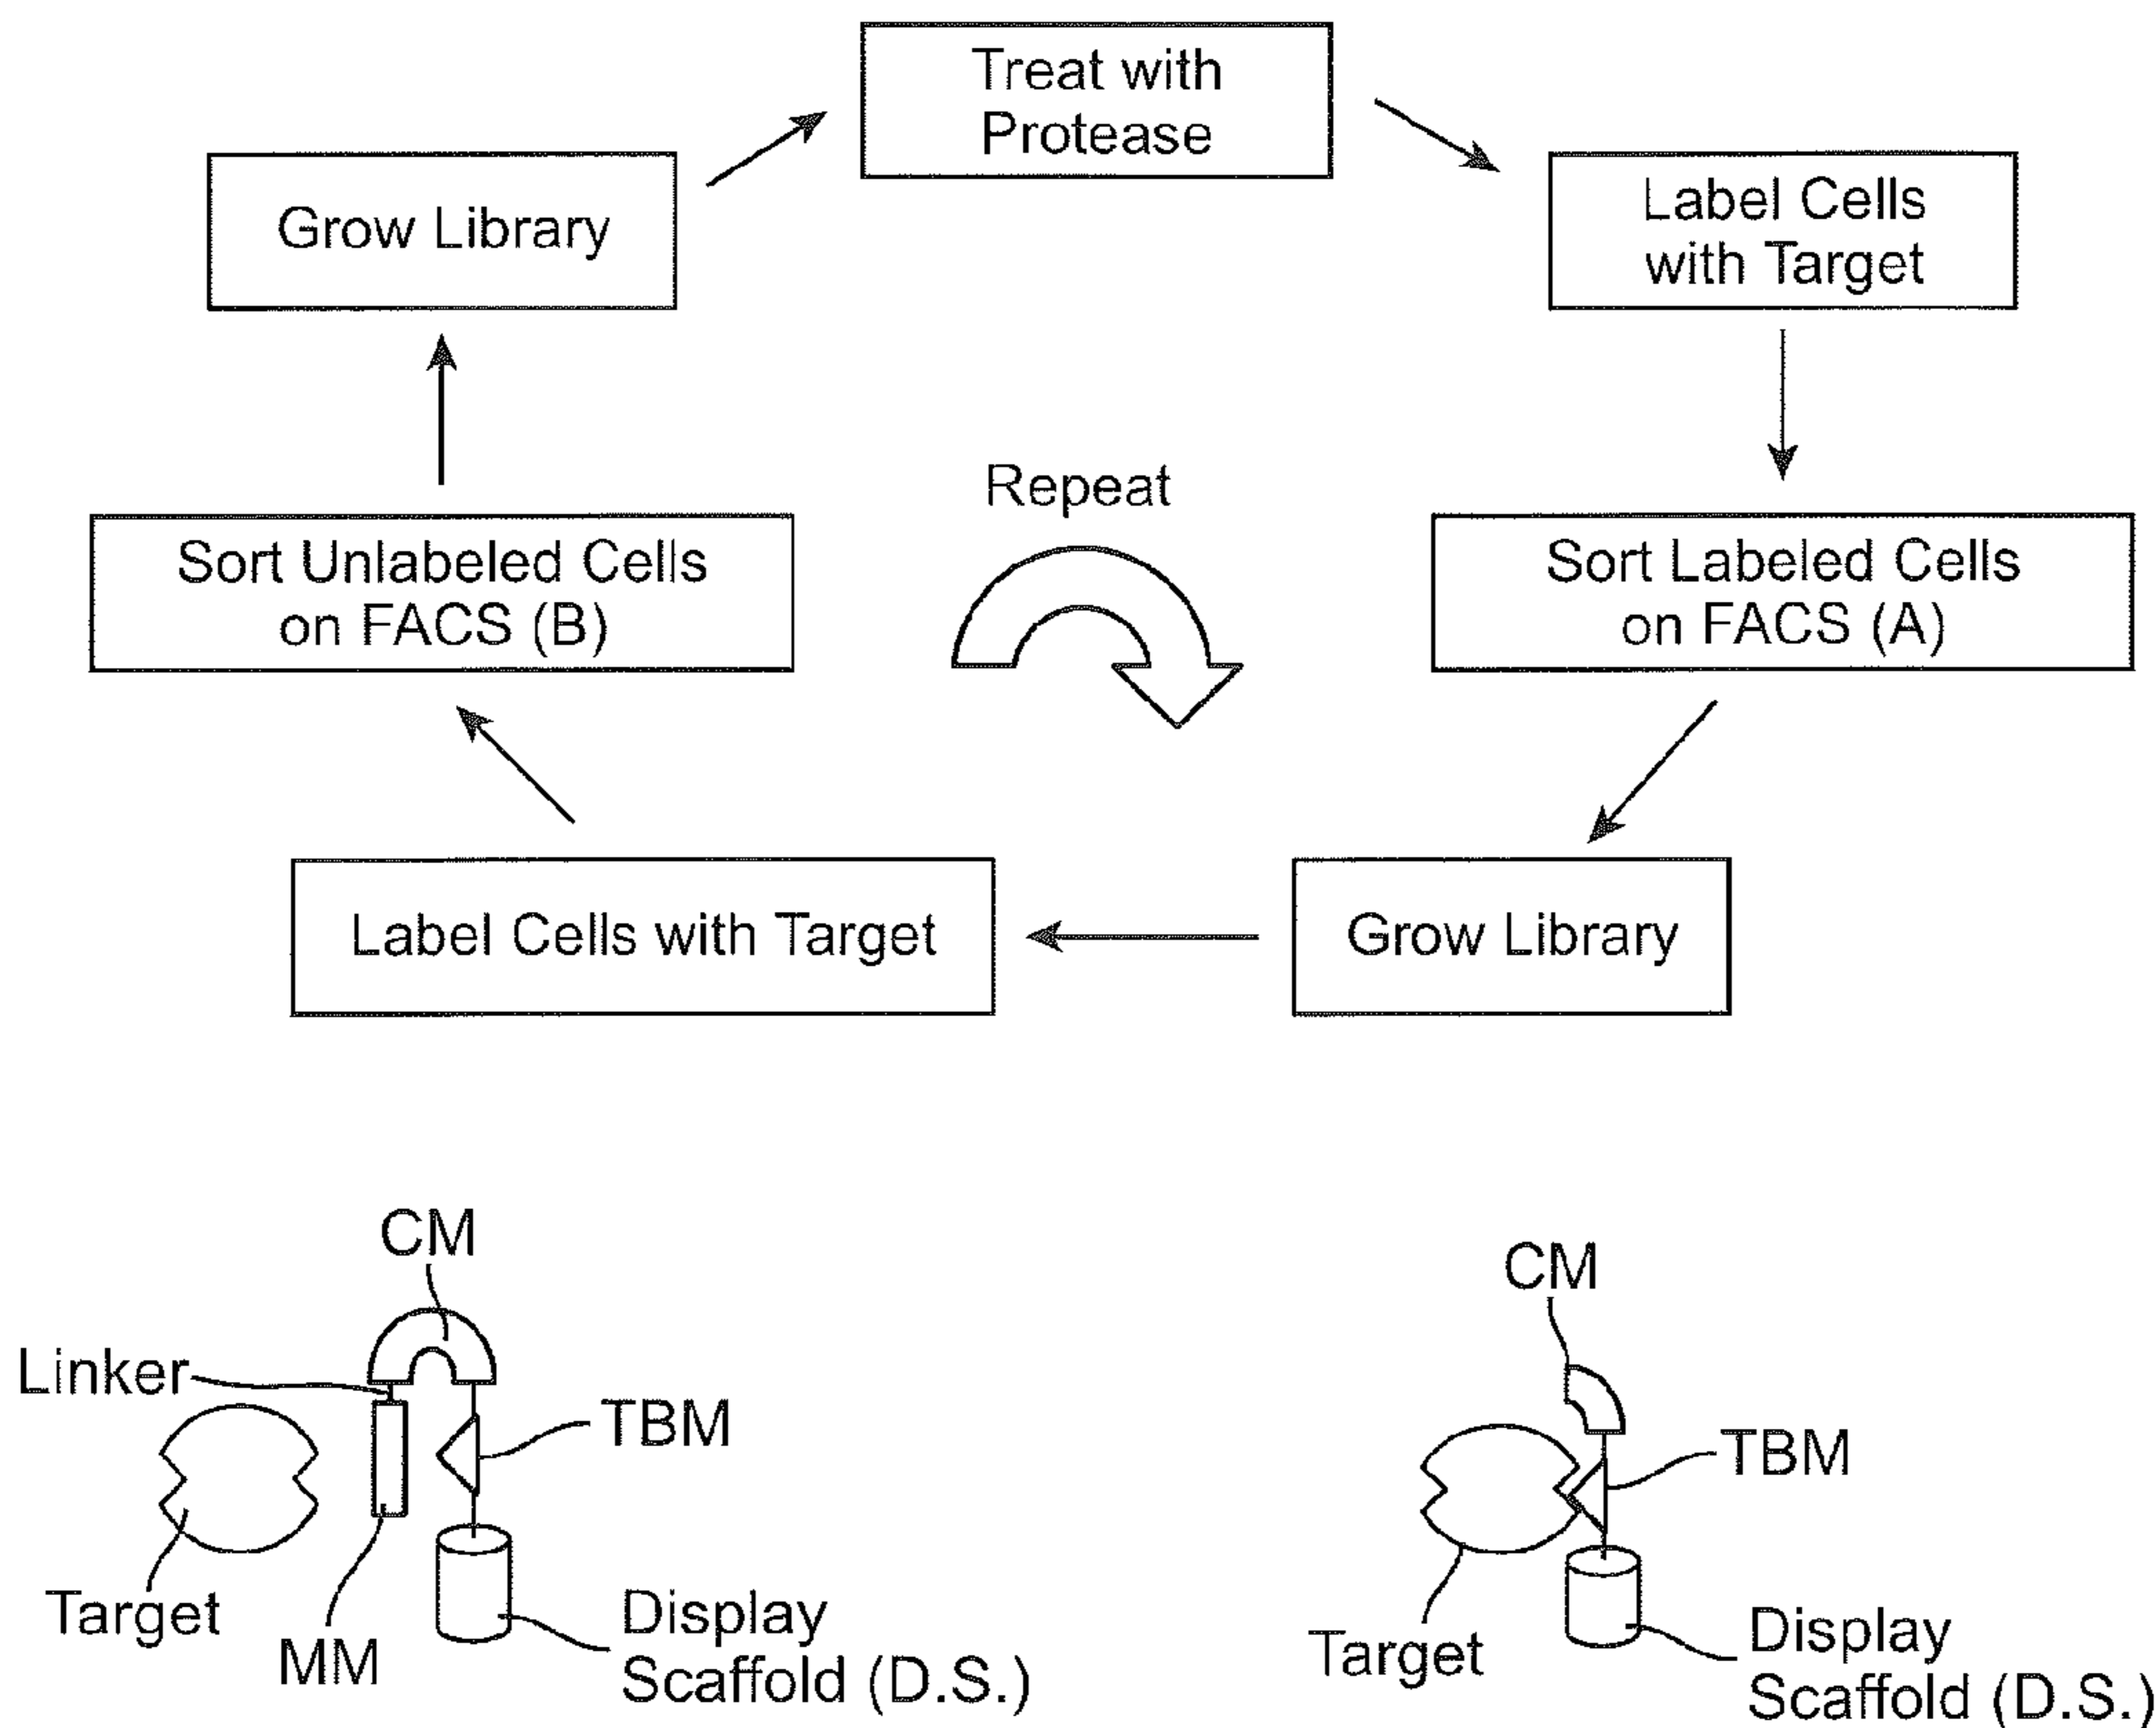 Treat with
Protease
Grow Library
Label Cells
with Target
Repeat
Sort Unlabeled Cells
on FACS (B)
Sort Labeled Cells
on FACS (A)
Label Cells with Target
Grow Library
CM
Linker
TBM
Target
MM
Display
Scaffold (D.S.)
CM
TBM
Target
Display
Scaffold (D.S.)